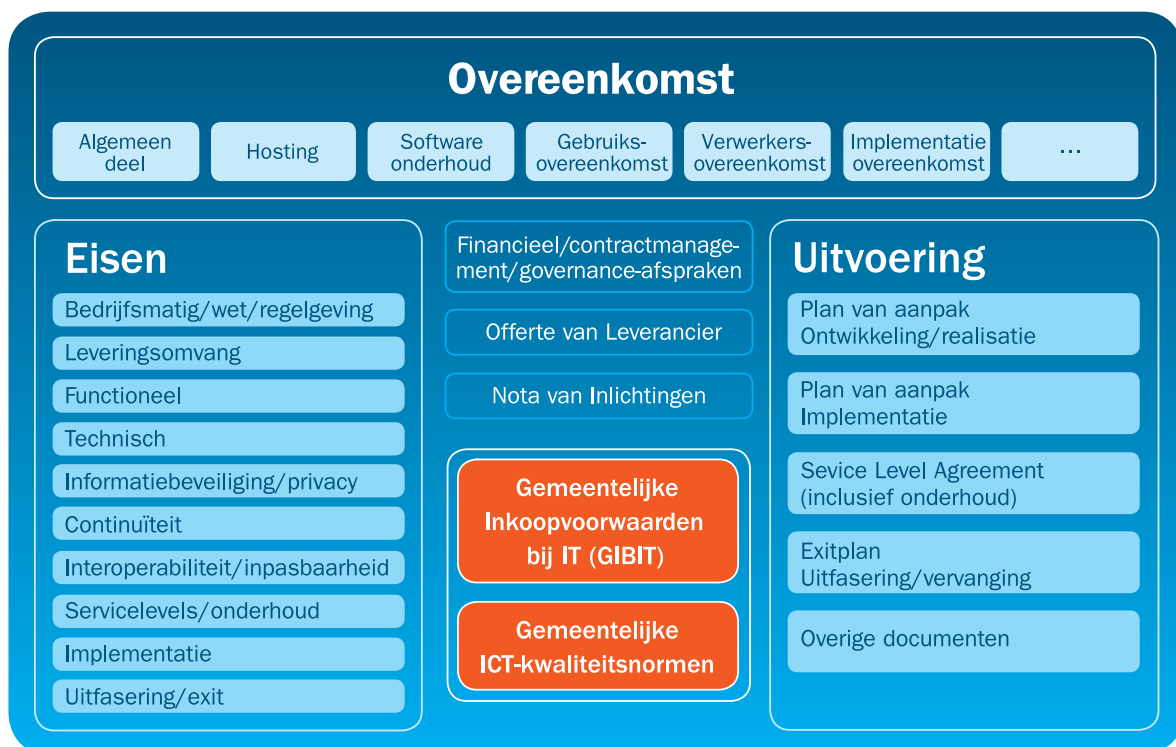 Overeenkomst
Algemeen
deel
Hosting
Software
onderhoud
Gebruiks-
overeenkomst
Verwerkers-
overeenkomst
Implementatie
overeenkomst
...
Eisen
Bedrijfsmatig/wet/regelgeving
Leveringsomvang
Functioneel
Technisch
Informatiebeveiliging/privacy
Continuïteit
Interoperabiliteit/inpasbaarheid
Servicelevels/onderhoud
Implementatie
Uitfasering/exit
Financieel/contractmanage-
ment/governance-afspraken
Offerte van Leverancier
Nota van Inlichtingen
Gemeentelijke
Inkoopvoorwaarden
bij IT (GIBIT)
Gemeentelijke
ICT-kwaliteitsnormen
Uitvoering
Plan van aanpak
Ontwikkeling/realisatie
Plan van aanpak
Implementatie
Sevice Level Agreement
(inclusief onderhoud)
Exitplan
Uitfasering/vervanging
Overige documenten